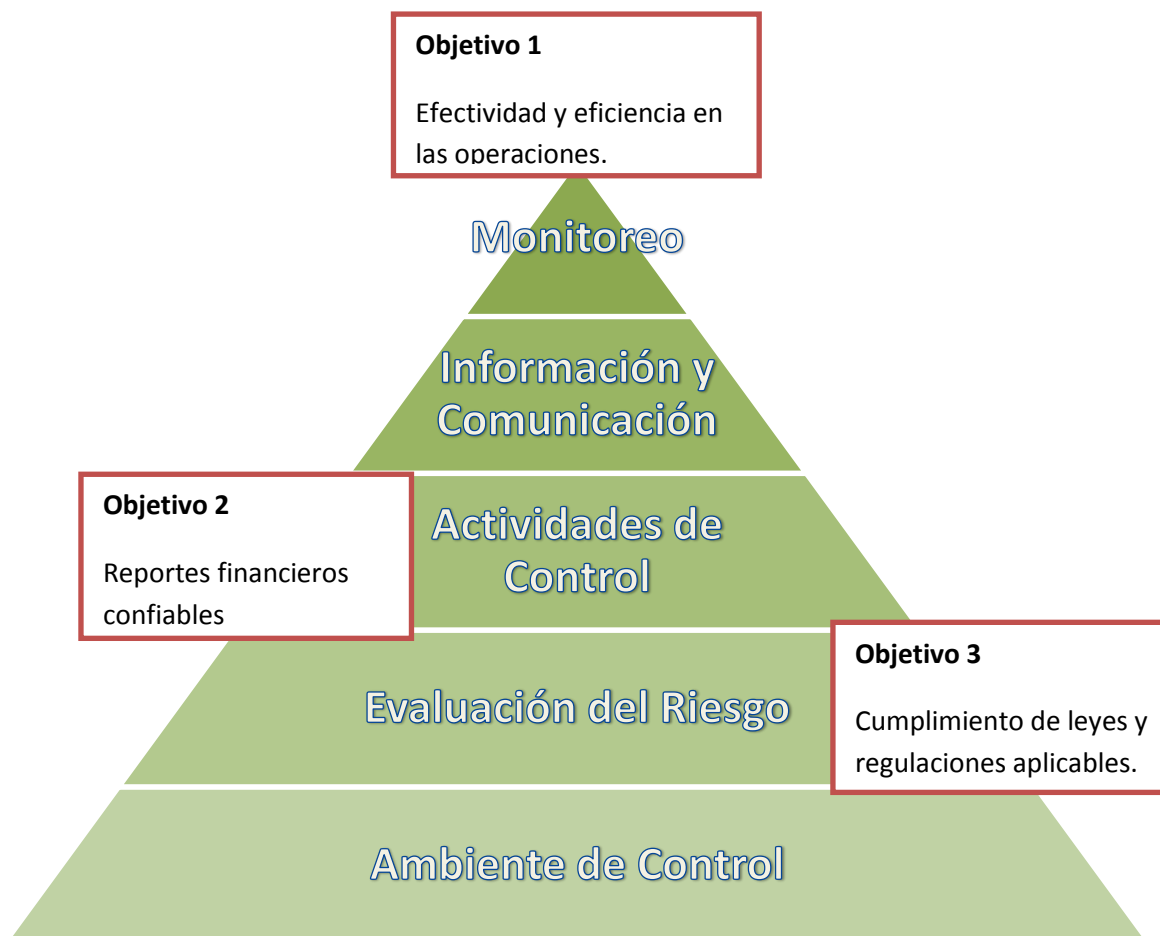 Objetivo 1
Efectividad y eficiencia en
las operaciones.
Monitoreo
Información y
Comunicación
Objetivo 2
Reportes financieros
confiables
Actividades de
Control
Objetivo 3
Cumplimiento de leyes y
regulaciones aplicables.
Evaluación del Riesgo
Ambiente de Control